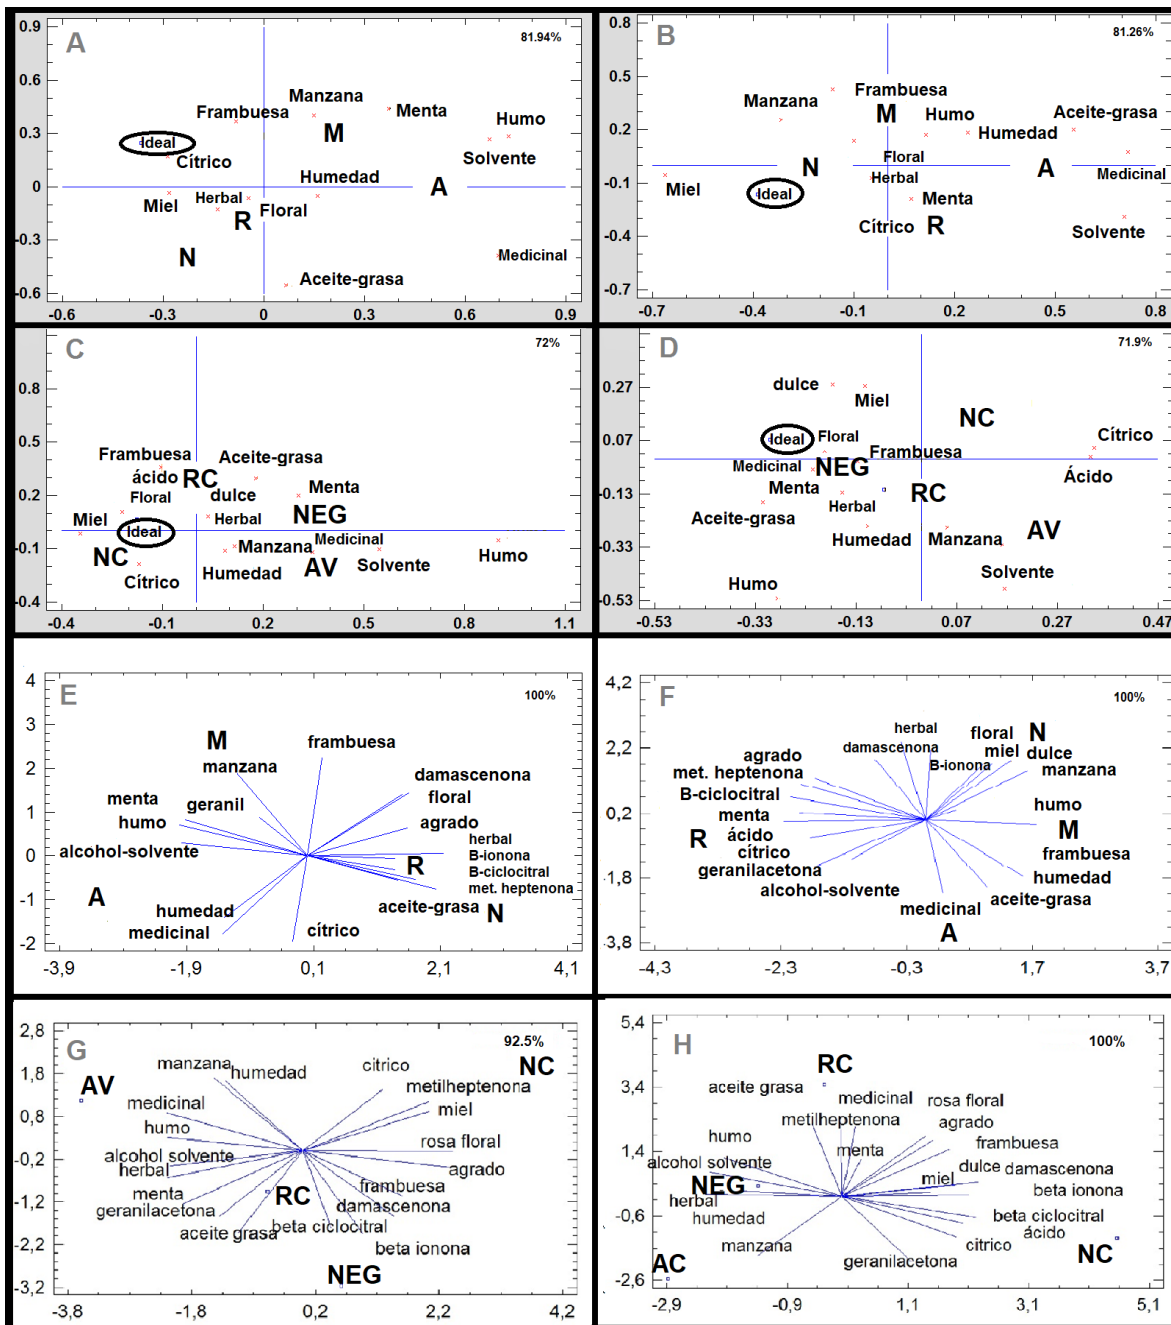 A
81.94%
0.9
0.6
0.3
0
-0.3
-0.6
Manzana
Menta
Frambuesa
M
Humo
Ideal
Cítrico
Solvente
Humedad
A
Miel
Herbal
R
Floral
N
Medicinal
Aceite-grasa
-0.6 -0.3 0 0.3 0.6 0.9
B
81.26%
0.8
0.5
0.2
-0.1
-0.4
-0.7
Manzana
Frambuesa
M
Humo
Aceite-grasa
Humedad
Floral
N
A
Medicinal
Miel
Ideal
Herbal
Menta
Cítrico
R
Solvente
-0.7 -0.4 -0.1 0.2 0.5 0.8
C
72%
0.8
0.5
0.2
-0.1
-0.4
Frambuesa
Aceite-grasa
ácido
RC
Floral
dulce
Menta
NEG
Miel
Ideal
Herbal
NC
Manzana
Medicinal
Cítrico
Humedad
AV
Solvente
Humo
-0.4 -0.1 0.2 0.5 0.8 1.1
D
71.9%
0.27
0.07
-0.13
-0.33
-0.53
dulce
Miel
NC
Ideal
Floral
Frambuesa
Cítrico
Medicinal
NEG
Ácido
Menta
RC
Aceite-grasa
Herbal
Humedad
Manzana
AV
Humo
Solvente
-0.53 -0.33 -0.13 0.07 0.27 0.47
E
100%
4
3
2
1
0
-1
-2
M
frambuesa
manzana
damascenona
menta
geranil
floral
humo
agrado
alcohol-solvente
herbal
R
B-ionona
B-ciclocitral
met. heptenona
A
aceite-grasa
humedad
N
medicinal
cítrico
-3,9 -1,9 0,1 2,1 4,1
F
100%
4,2
2,2
0,2
-1,8
-3,8
herbal
floral
N
agrado
damascenona
miel
dulce
met. heptenona
B-ionona
manzana
B-ciclocitral
humo
menta
M
R
ácido
cítrico
frambuesa
geranilacetona
humedad
alcohol-solvente
aceite-grasa
medicinal
A
-4,3 -2,3 -0,3 1,7 3,7
G
92.5%
2,8
1,8
0,8
-0,2
-1,2
-2,2
-3,2
manzana
humedad
citrico
NC
AV
metilheptenona
medicinal
miel
humo
rosa floral
alcohol solvente
herbal
agrado
menta
RC
frambuesa
geranilacetona
damascenona
aceite grasa
beta ciclocitral
beta ionona
NEG
-3,8 -1,8 0,2 2,2 4,2
H
100%
5,4
3,4
1,4
-0,6
-2,6
RC
aceite grasa
medicinal
rosa floral
metilheptenona
agrado
humo
menta
frambuesa
alcohol solvente
dulce
damascenona
NEG
miel
beta ionona
herbal
humedad
beta ciclocitral
ácido
manzana
citrico
NC
geranilacetona
AC
-2,9 -0,9 1,1 3,1 5,1